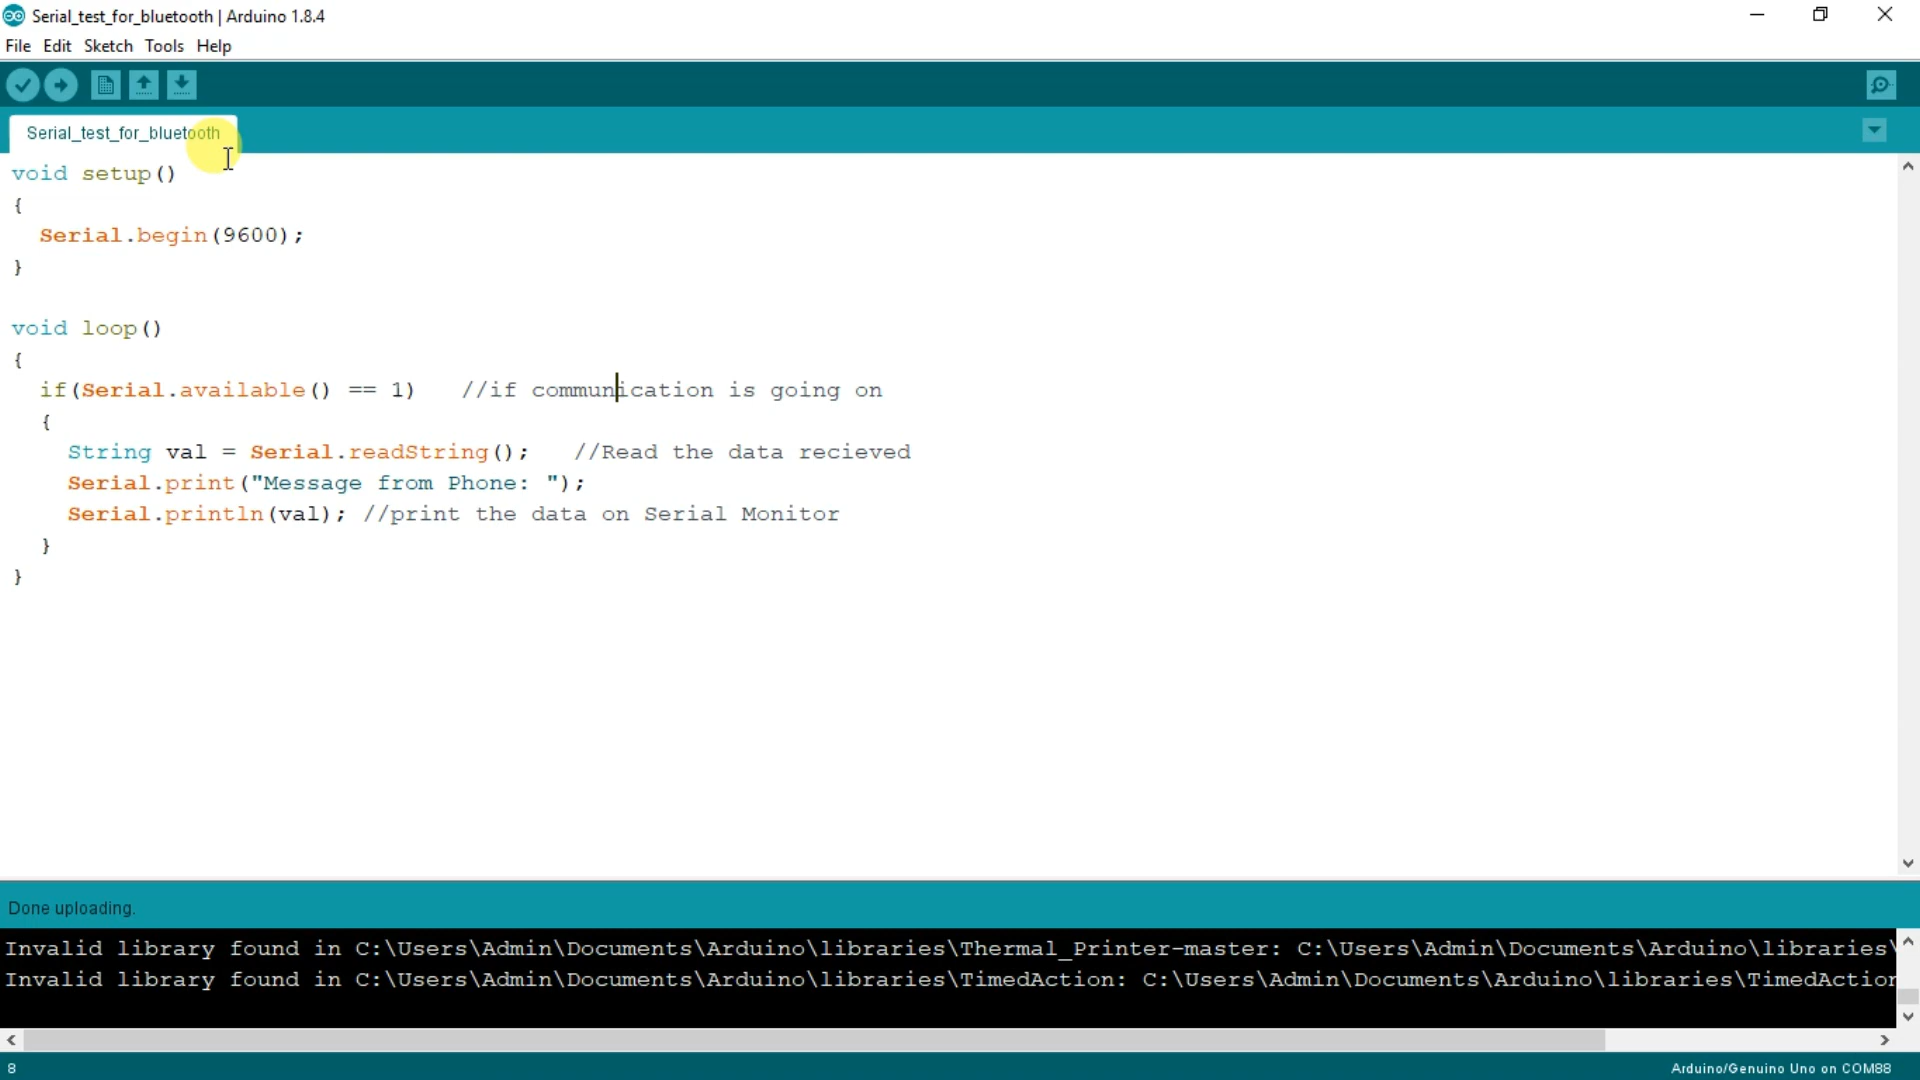 Serial_test_for_bluetooth | Arduino 1.8.4
File Edit Sketch Tools Help
Serial_test_for_bluetooth
void setup()
{
  Serial.begin(9600);
}
void loop()
{
  if(Serial.available() == 1)   //if communication is going on
  {
    String val = Serial.readString();   //Read the data recieved
    Serial.print("Message from Phone: ");
    Serial.println(val); //print the data on Serial Monitor
  }
}
Done uploading.
Invalid library found in C:\Users\Admin\Documents\Arduino\libraries\Thermal_Printer-master: C:\Users\Admin\Documents\Arduino\libraries\
Invalid library found in C:\Users\Admin\Documents\Arduino\libraries\TimedAction: C:\Users\Admin\Documents\Arduino\libraries\TimedAction
8
Arduino/Genuino Uno on COM88